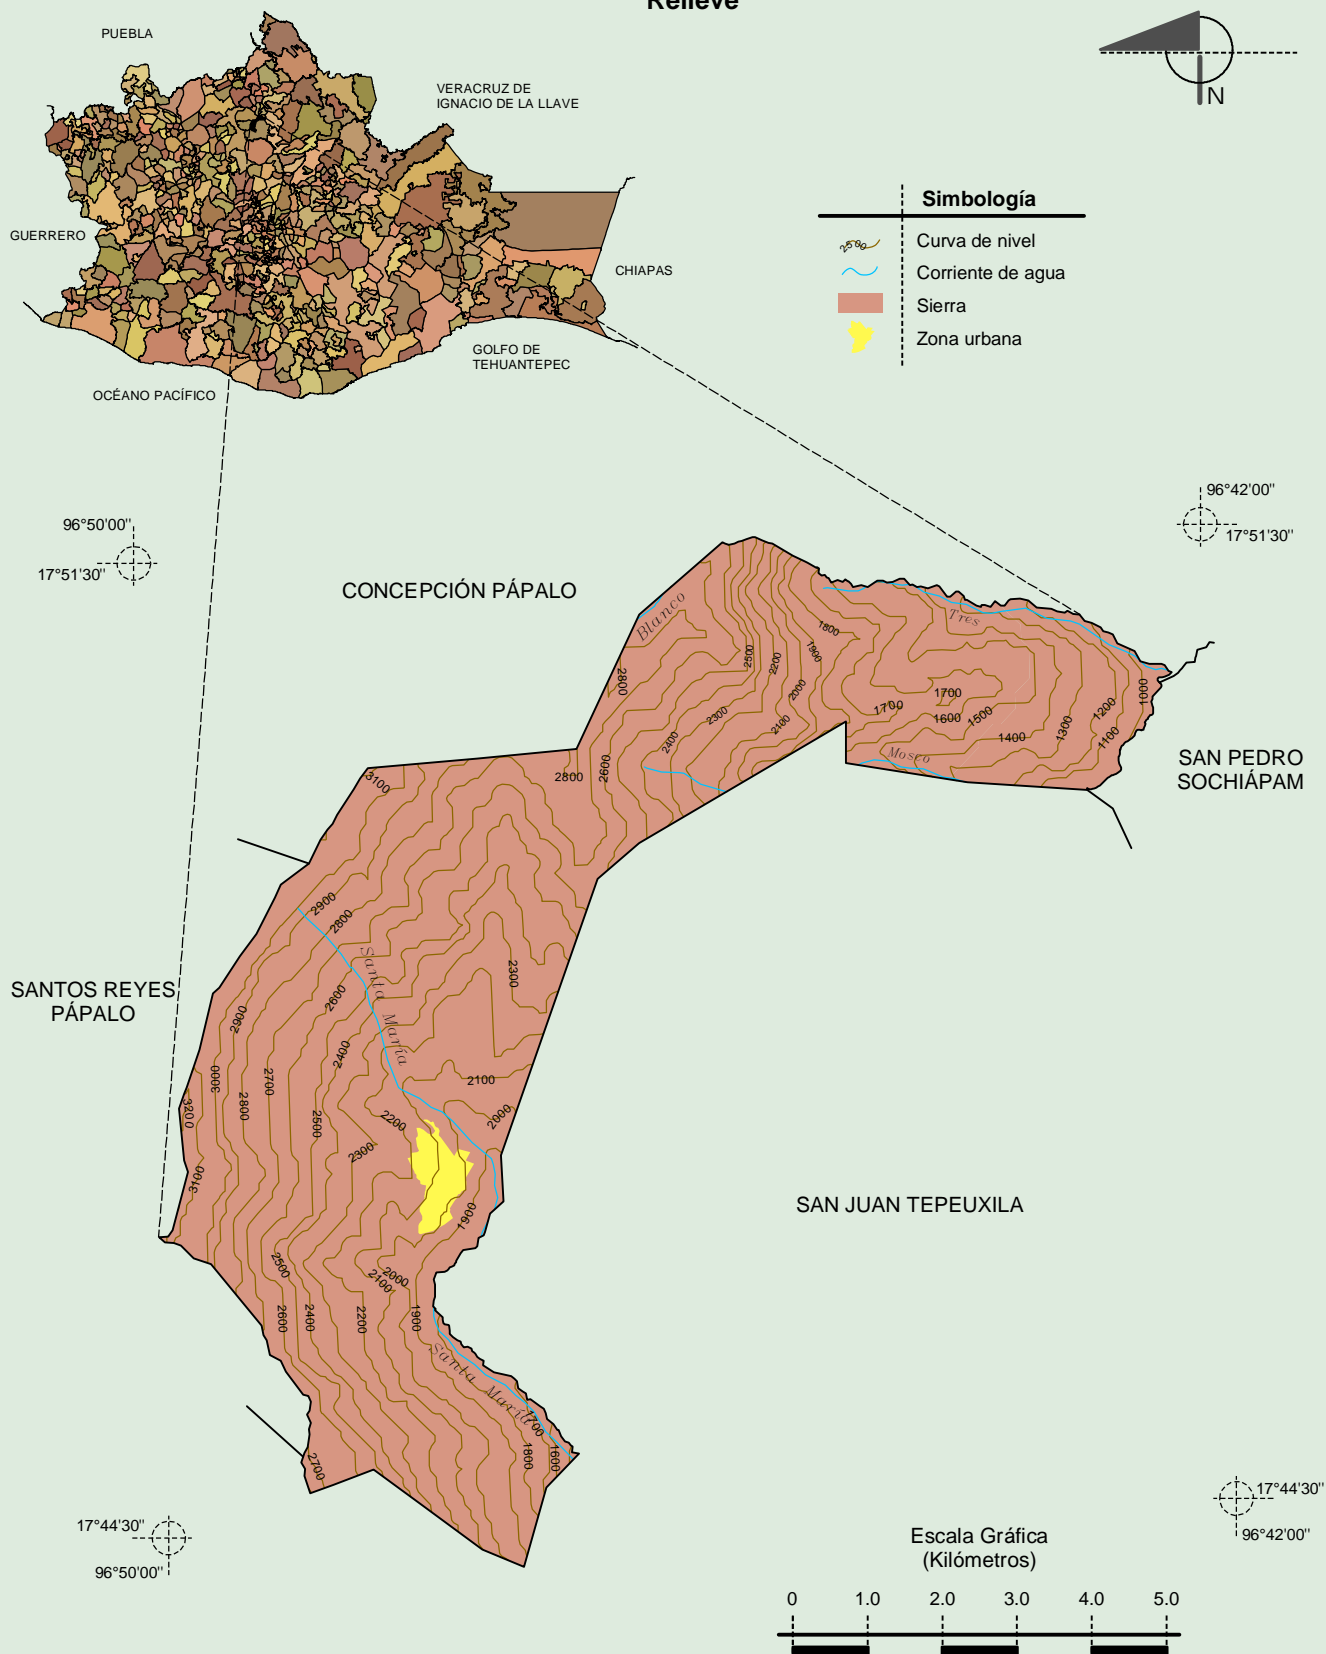 Relieve
PUEBLA
VERACRUZ DE
IGNACIO DE LA LLAVE
N
GUERRERO
CHIAPAS
GOLFO DE
TEHUANTEPEC
OCÉANO PACÍFICO
Simbología
2500
Curva de nivel
Corriente de agua
Sierra
Zona urbana
96°50'00"
17°51'30"
96°42'00"
17°51'30"
CONCEPCIÓN PÁPALO
Blanco
Tres
1800
1900
2500
2200
2000
2800
2300
2100
2400
1700
1700
1600
1500
1400
1300
1200
1100
1000
Mosco
SAN PEDRO
SOCHIÁPAM
2800
2600
3100
2900
2800
Santa María
2300
2600
2900
2400
SANTOS REYES
PÁPALO
3000
2700
2800
3200
2500
2100
2200
2000
2300
3100
1900
SAN JUAN TEPEUXILA
2500
2000
2100
2600
2400
2200
1900
Santa María
1700
1800
1600
2700
17°44'30"
96°50'00"
17°44'30"
96°42'00"
Escala Gráfica
(Kilómetros)
0 1.0 2.0 3.0 4.0 5.0